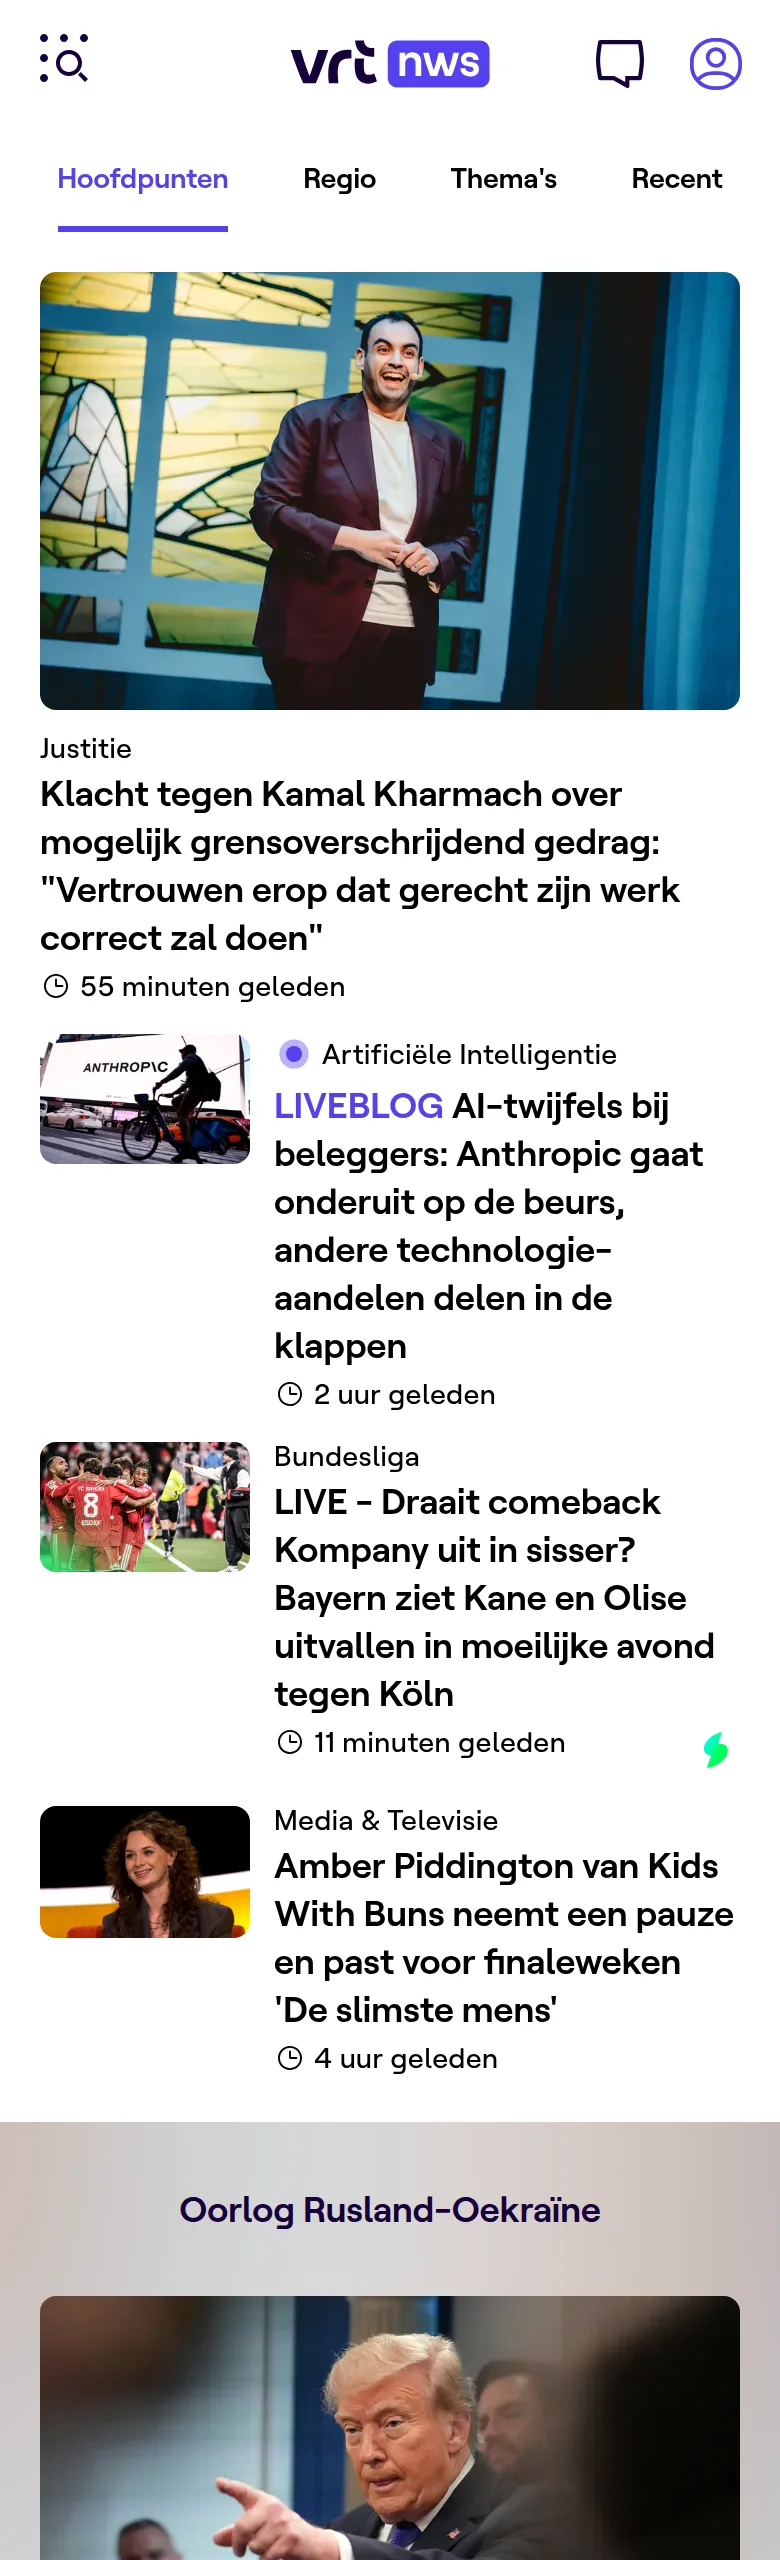 vrt nws
Hoofdpunten Regio Thema's Recent
Justitie
Klacht tegen Kamal Kharmach over
mogelijk grensoverschrijdend gedrag:
"Vertrouwen erop dat gerecht zijn werk
correct zal doen"
55 minuten geleden
ANTHROP\C
Artificiële Intelligentie
LIVEBLOG AI-twijfels bij
beleggers: Anthropic gaat
onderuit op de beurs,
andere technologie-
aandelen delen in de
klappen
2 uur geleden
FC BAYERN
8
BISCHOF
Bundesliga
LIVE - Draait comeback
Kompany uit in sisser?
Bayern ziet Kane en Olise
uitvallen in moeilijke avond
tegen Köln
11 minuten geleden
Media & Televisie
Amber Piddington van Kids
With Buns neemt een pauze
en past voor finaleweken
'De slimste mens'
4 uur geleden
Oorlog Rusland-Oekraïne